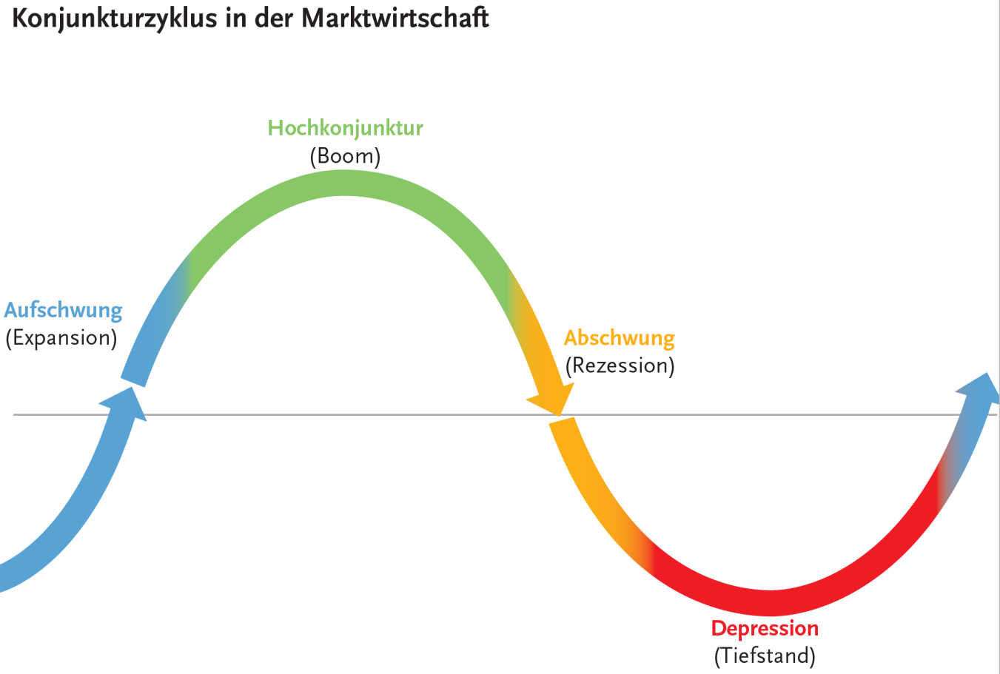 Konjunkturzyklus in der Marktwirtschaft
Hochkonjunktur
(Boom)
Aufschwung
(Expansion)
Abschwung
(Rezession)
Depression
(Tiefstand)